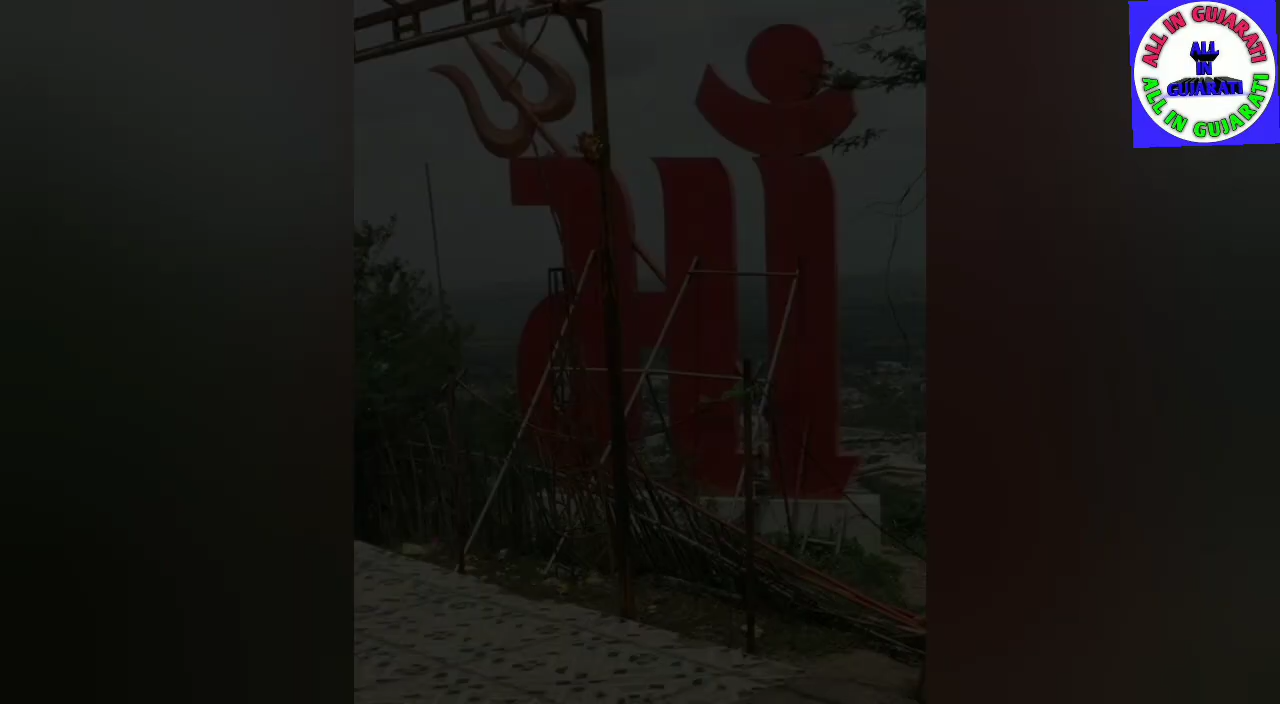 માઁ
ALL IN GUJARATI
ALL
IN
GUJARATI
ALL IN GUJARATI